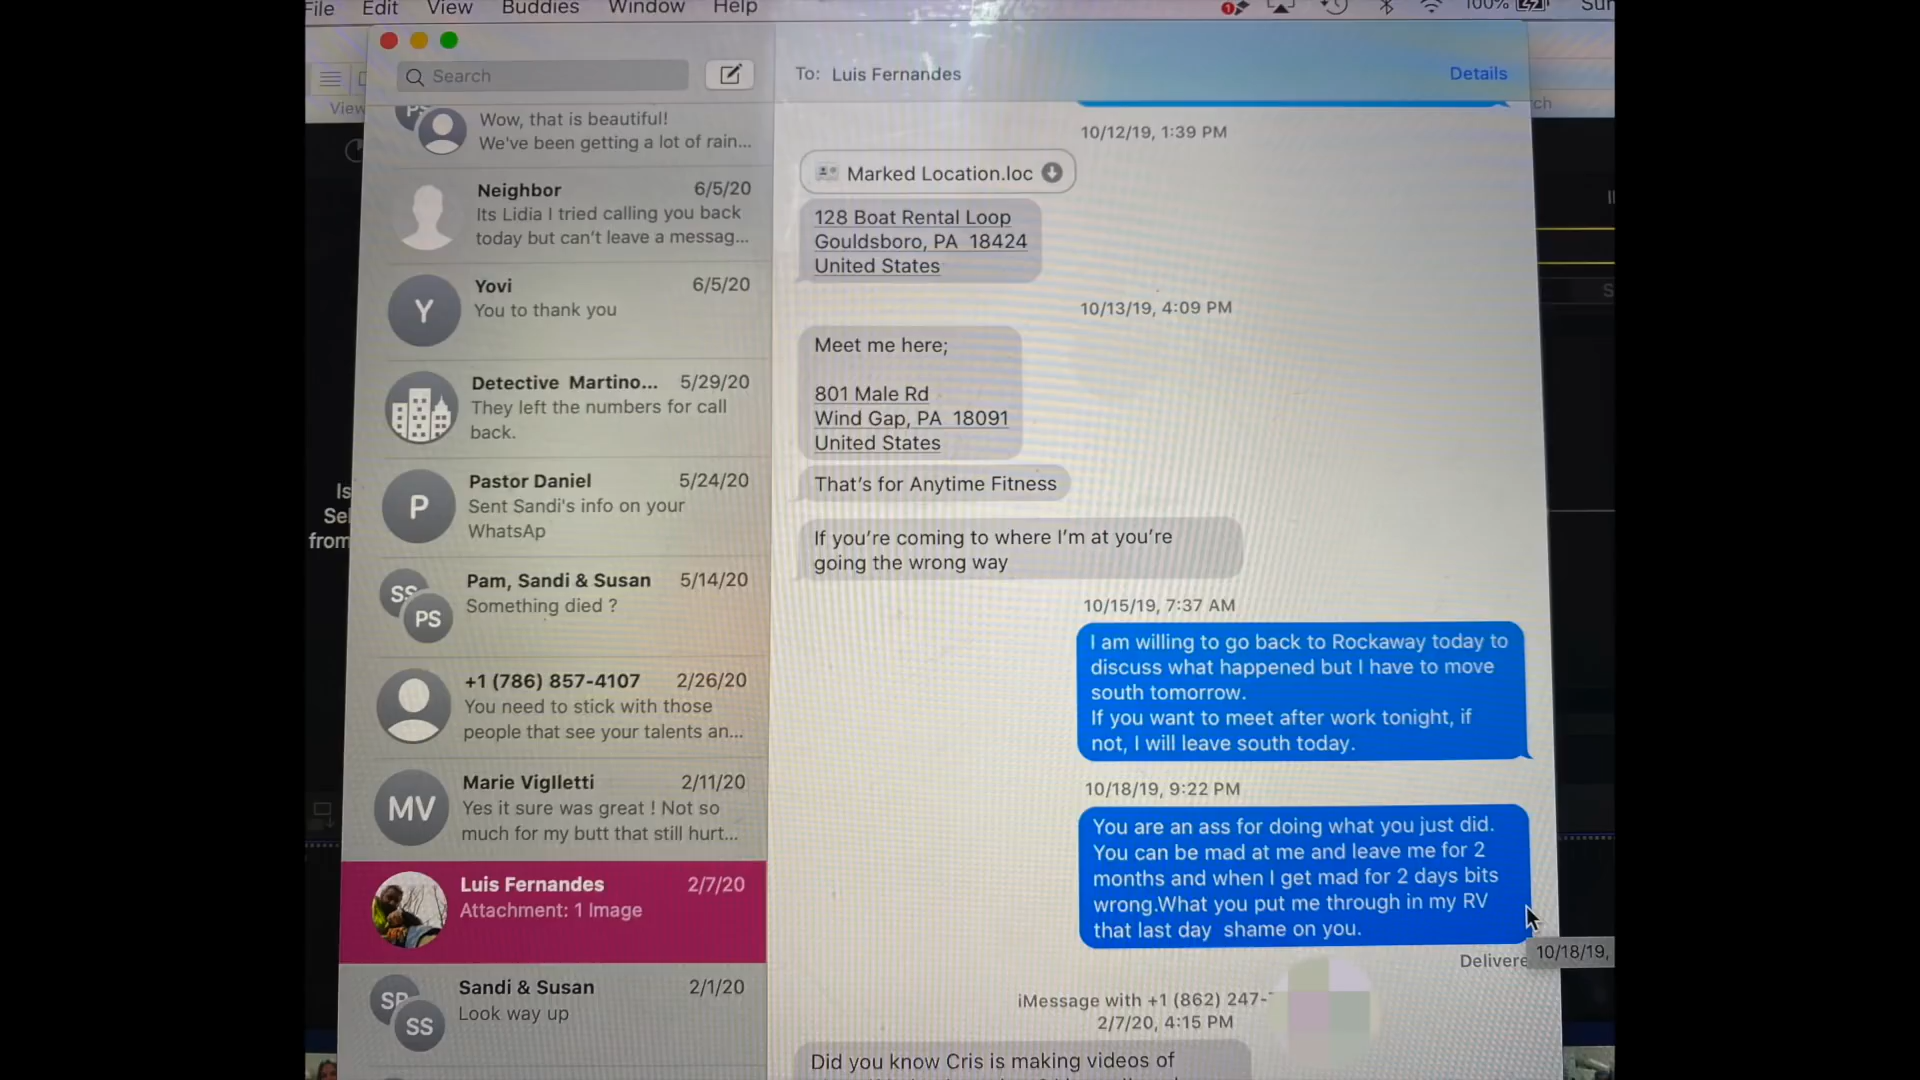 File Edit View Buddies Window Help
100% Sun
Search
To: Luis Fernandes
Details
View
Wow, that is beautiful!
We've been getting a lot of rain...
Neighbor 6/5/20
Its Lidia I tried calling you back
today but can't leave a messag...
Yovi 6/5/20
Y
You to thank you
Detective Martino... 5/29/20
They left the numbers for call
back.
Pastor Daniel 5/24/20
P
Sent Sandi's info on your
WhatsAp
Pam, Sandi & Susan 5/14/20
SS
PS
Something died ?
+1 (786) 857-4107 2/26/20
You need to stick with those
people that see your talents an...
Marie Viglletti 2/11/20
MV
Yes it sure was great ! Not so
much for my butt that still hurt...
Luis Fernandes 2/7/20
Attachment: 1 Image
Sandi & Susan 2/1/20
SS
Look way up
10/12/19, 1:39 PM
Marked Location.loc
128 Boat Rental Loop
Gouldsboro, PA 18424
United States
10/13/19, 4:09 PM
Meet me here;
801 Male Rd
Wind Gap, PA 18091
United States
That's for Anytime Fitness
If you're coming to where I'm at you're
going the wrong way
10/15/19, 7:37 AM
I am willing to go back to Rockaway today to
discuss what happened but I have to move
south tomorrow.
If you want to meet after work tonight, if
not, I will leave south today.
10/18/19, 9:22 PM
You are an ass for doing what you just did.
You can be mad at me and leave me for 2
months and when I get mad for 2 days bits
wrong.What you put me through in my RV
that last day shame on you.
Delivere
10/18/19,
iMessage with +1 (862) 247-
2/7/20, 4:15 PM
Did you know Cris is making videos of